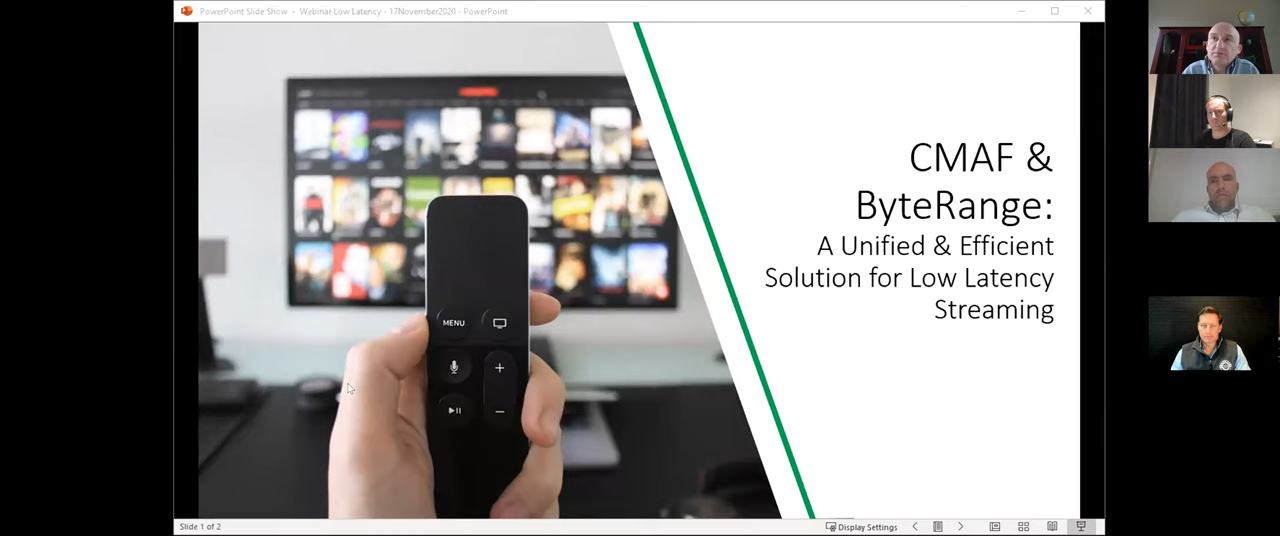 PowerPoint Slide Show - Webinar Low Latency - 17November2020 - PowerPoint
CMAF &
ByteRange:
A Unified & Efficient
Solution for Low Latency
Streaming
MENU
Slide 1 of 2
Display Settings